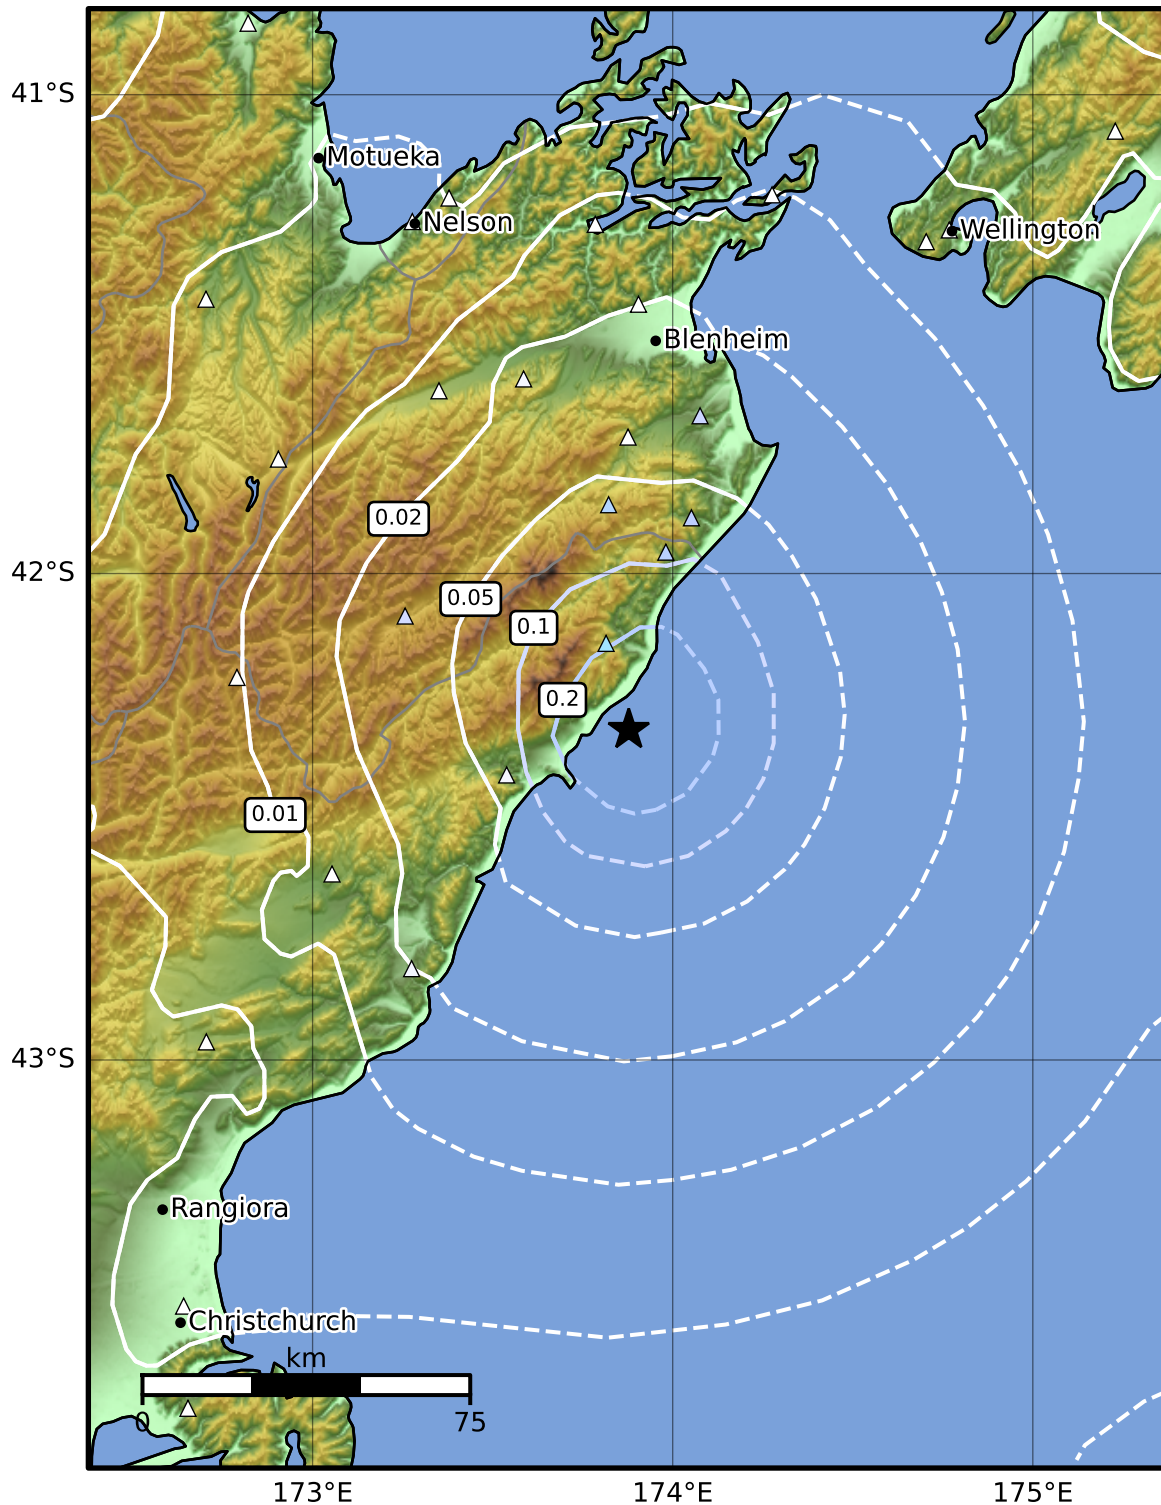 41°S
Motueka
Nelson
Wellington
Blenheim
0.02
42°S
0.05
0.1
0.2
0.01
43°S
Rangiora
Christchurch
km
0
75
173°E
174°E
175°E